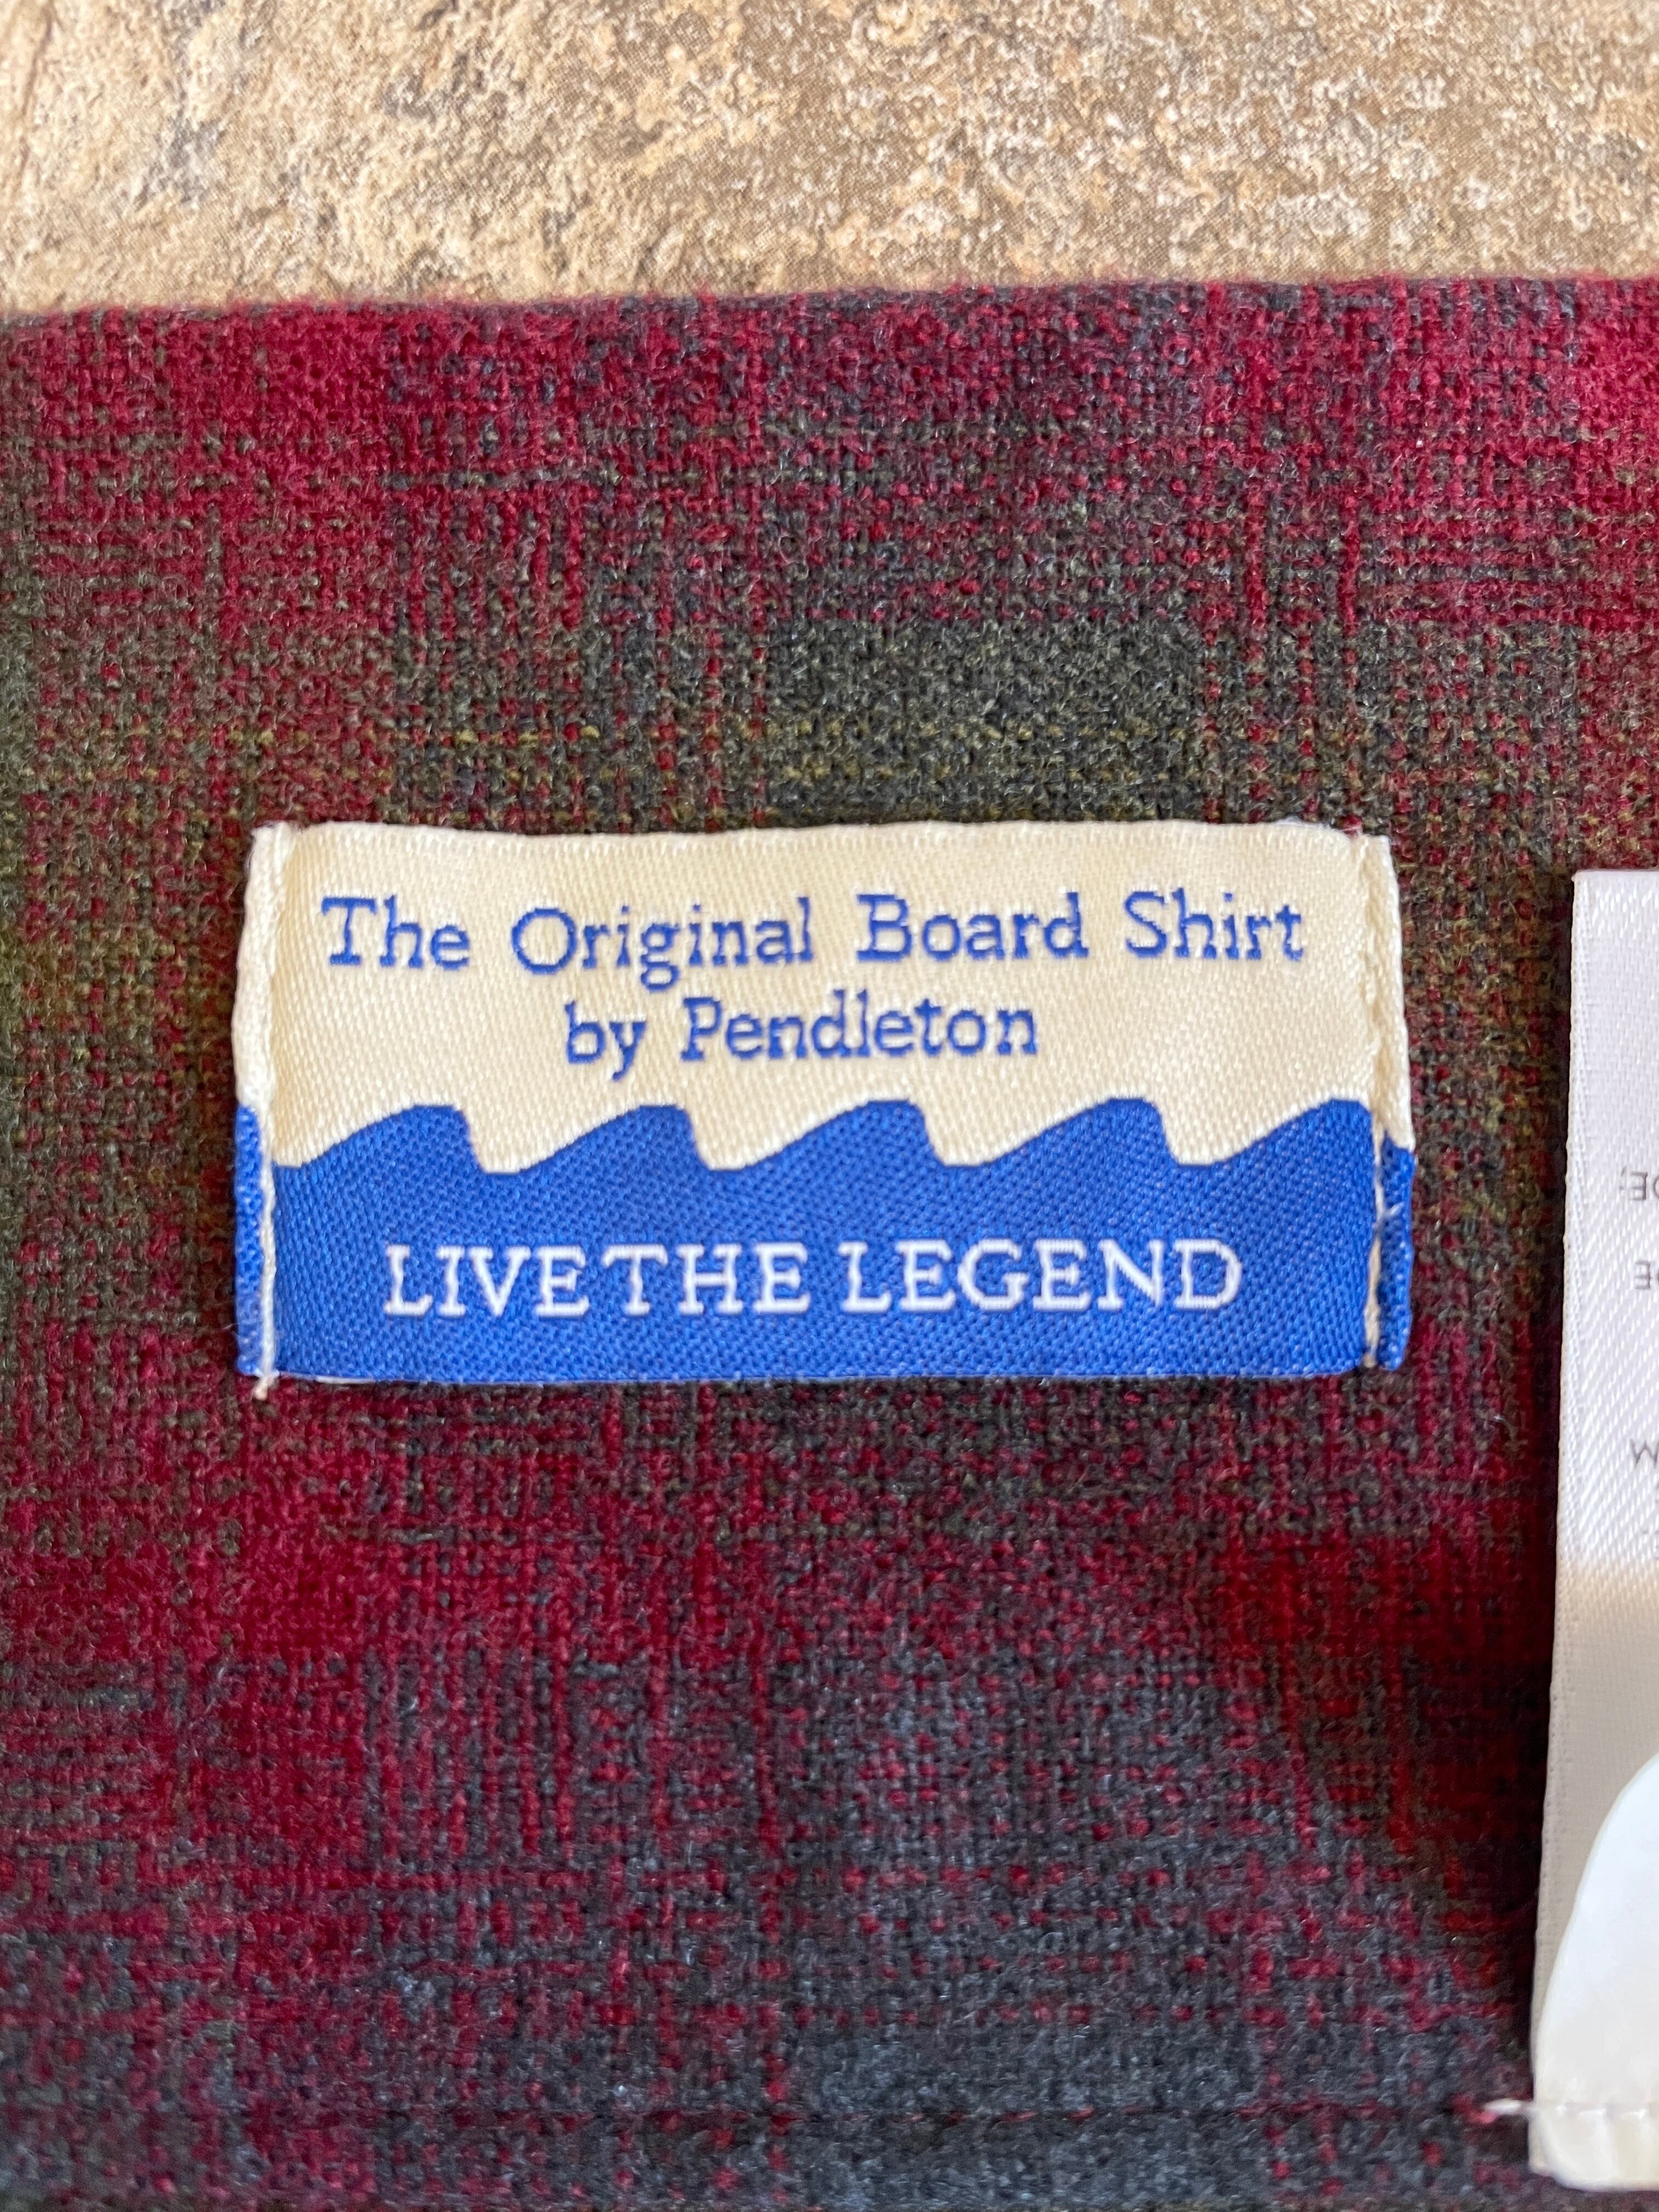 The Original Board Shirt
by Pendleton
LIVE THE LEGEND